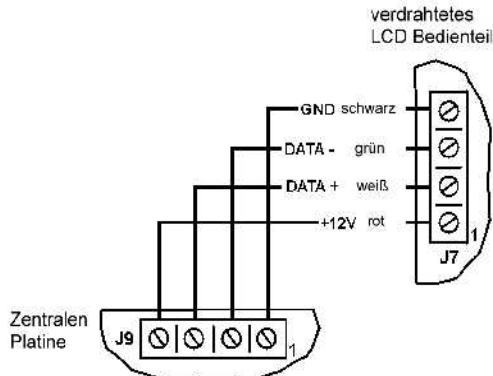 verdrahtetes
LCD Bedienteil
GND schwarz
DATA - grün
DATA + weiß
+12V rot
1
J7
Zentralen
Platine
J9
1